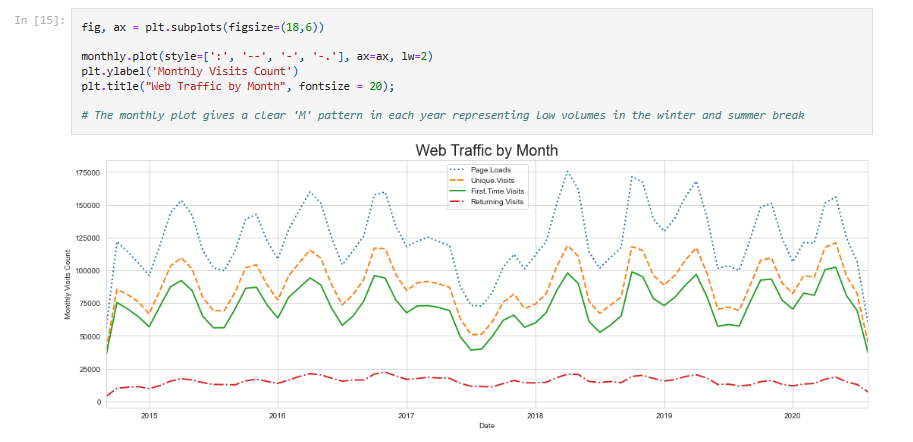 In [15]:
fig, ax = plt.subplots(figsize=(18,6))
monthly.plot(style=[':', '--', '-', '-.'], ax=ax, lw=2)
plt.ylabel('Monthly Visits Count')
plt.title("Web Traffic by Month", fontsize = 20);
# The monthly plot gives a clear 'M' pattern in each year representing low volumes in the winter and summer break
Web Traffic by Month
Page.Loads
Unique.Visits
First.Time.Visits
Returning.Visits
Monthly Visits Count
175000
150000
125000
100000
75000
50000
25000
0
2015 2016 2017 2018 2019 2020
Date